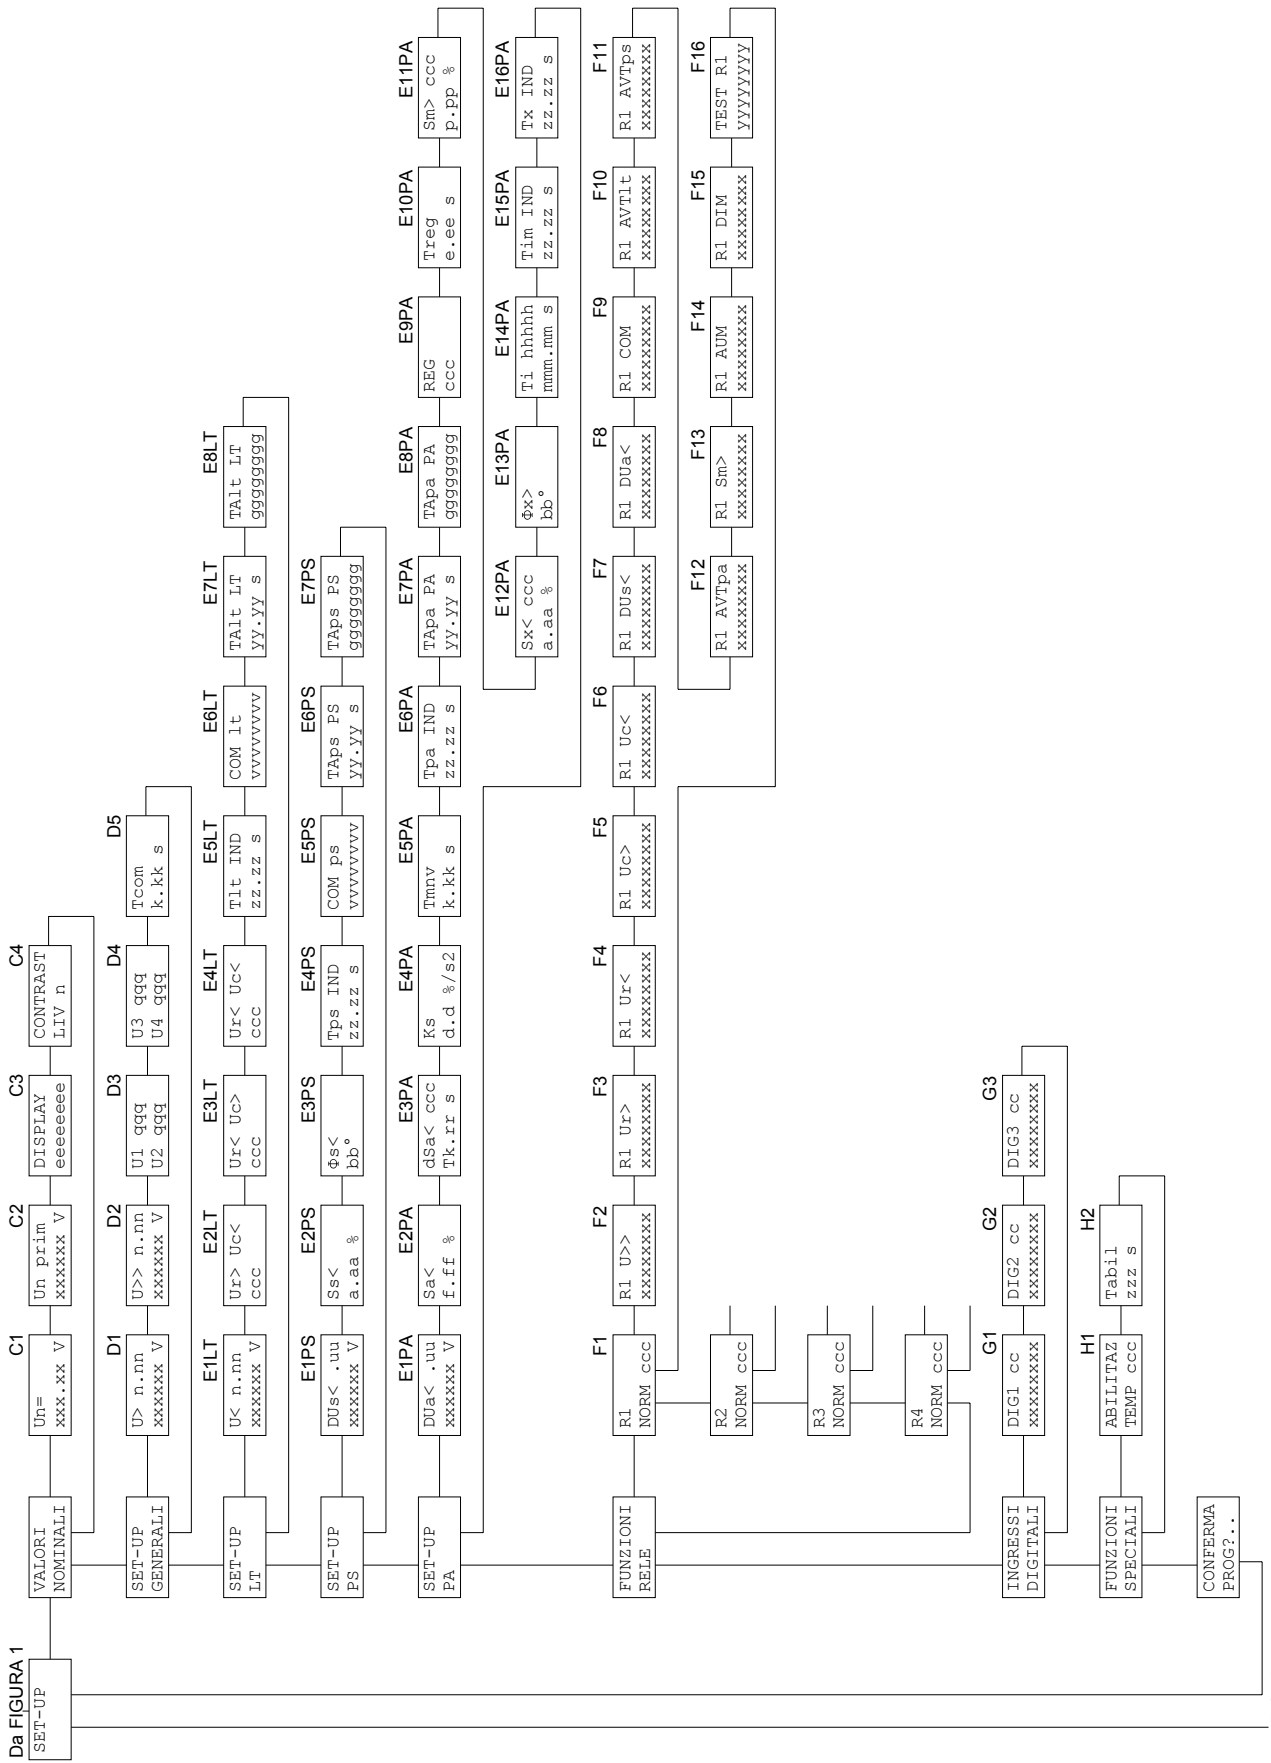 Da FIGURA 1
SET-UP
VALORI
NOMINALI
C1
Un=
xxx.xx V
C2
Un prim
xxxxxx V
C3
DISPLAY
eeeeeeee
C4
CONTRAST
LIV n
SET-UP
GENERALI
D1
U> n.nn
xxxxxx V
D2
U>> n.nn
xxxxxx V
D3
U1 qqq
U2 qqq
D4
U3 qqq
U4 qqq
D5
Tcom
k.kk s
SET-UP
LT
E1LT
U< n.nn
xxxxxx V
E2LT
Ur> Uc<
ccc
E3LT
Ur< Uc>
ccc
E4LT
Ur< Uc<
ccc
E5LT
Tlt IND
zz.zz s
E6LT
COM lt
vvvvvvvv
E7LT
TAlt LT
yy.yy s
E8LT
TAlt LT
gggggggg
SET-UP
PS
E1PS
DUs< .uu
xxxxxx V
E2PS
Ss<
a.aa %
E3PS
Φs<
bb°
E4PS
Tps IND
zz.zz s
E5PS
COM ps
vvvvvvvv
E6PS
TAps PS
yy.yy s
E7PS
TAps PS
gggggggg
SET-UP
PA
E1PA
DUa< .uu
xxxxxx V
E2PA
Sa<
f.ff %
E3PA
dSa< ccc
Tk.rr s
E4PA
Ks
d.d %/s2
E5PA
Tmnv
k.kk s
E6PA
Tpa IND
zz.zz s
E7PA
TApa PA
yy.yy s
E8PA
TApa PA
gggggggg
E9PA
REG
ccc
E10PA
Treg
e.ee s
E11PA
Sm> ccc
p.pp %
E12PA
Sx< ccc
a.aa %
E13PA
Φx>
bb°
E14PA
Ti hhhhh
mmm.mm s
E15PA
Tim IND
zz.zz s
E16PA
Tx IND
zz.zz s
FUNZIONI
RELE
F1
R1
NORM ccc
F2
R1 U>>
xxxxxxxx
F3
R1 Ur>
xxxxxxxx
F4
R1 Ur<
xxxxxxxx
F5
R1 Uc>
xxxxxxxx
F6
R1 Uc<
xxxxxxxx
F7
R1 DUs<
xxxxxxxx
F8
R1 DUa<
xxxxxxxx
F9
R1 COM
xxxxxxxx
F10
R1 AVTlt
xxxxxxxx
F11
R1 AVTps
xxxxxxxx
F12
R1 AVTpa
xxxxxxxx
F13
R1 Sm>
xxxxxxxx
F14
R1 AUM
xxxxxxxx
F15
R1 DIM
xxxxxxxx
F16
TEST R1
yyyyyyyy
R2
NORM ccc
R3
NORM ccc
R4
NORM ccc
INGRESSI
DIGITALI
G1
DIG1 cc
xxxxxxxx
G2
DIG2 cc
xxxxxxxx
G3
DIG3 cc
xxxxxxxx
FUNZIONI
SPECIALI
H1
ABILITAZ
TEMP ccc
H2
Tabil
zzz s
CONFERMA
PROG?..